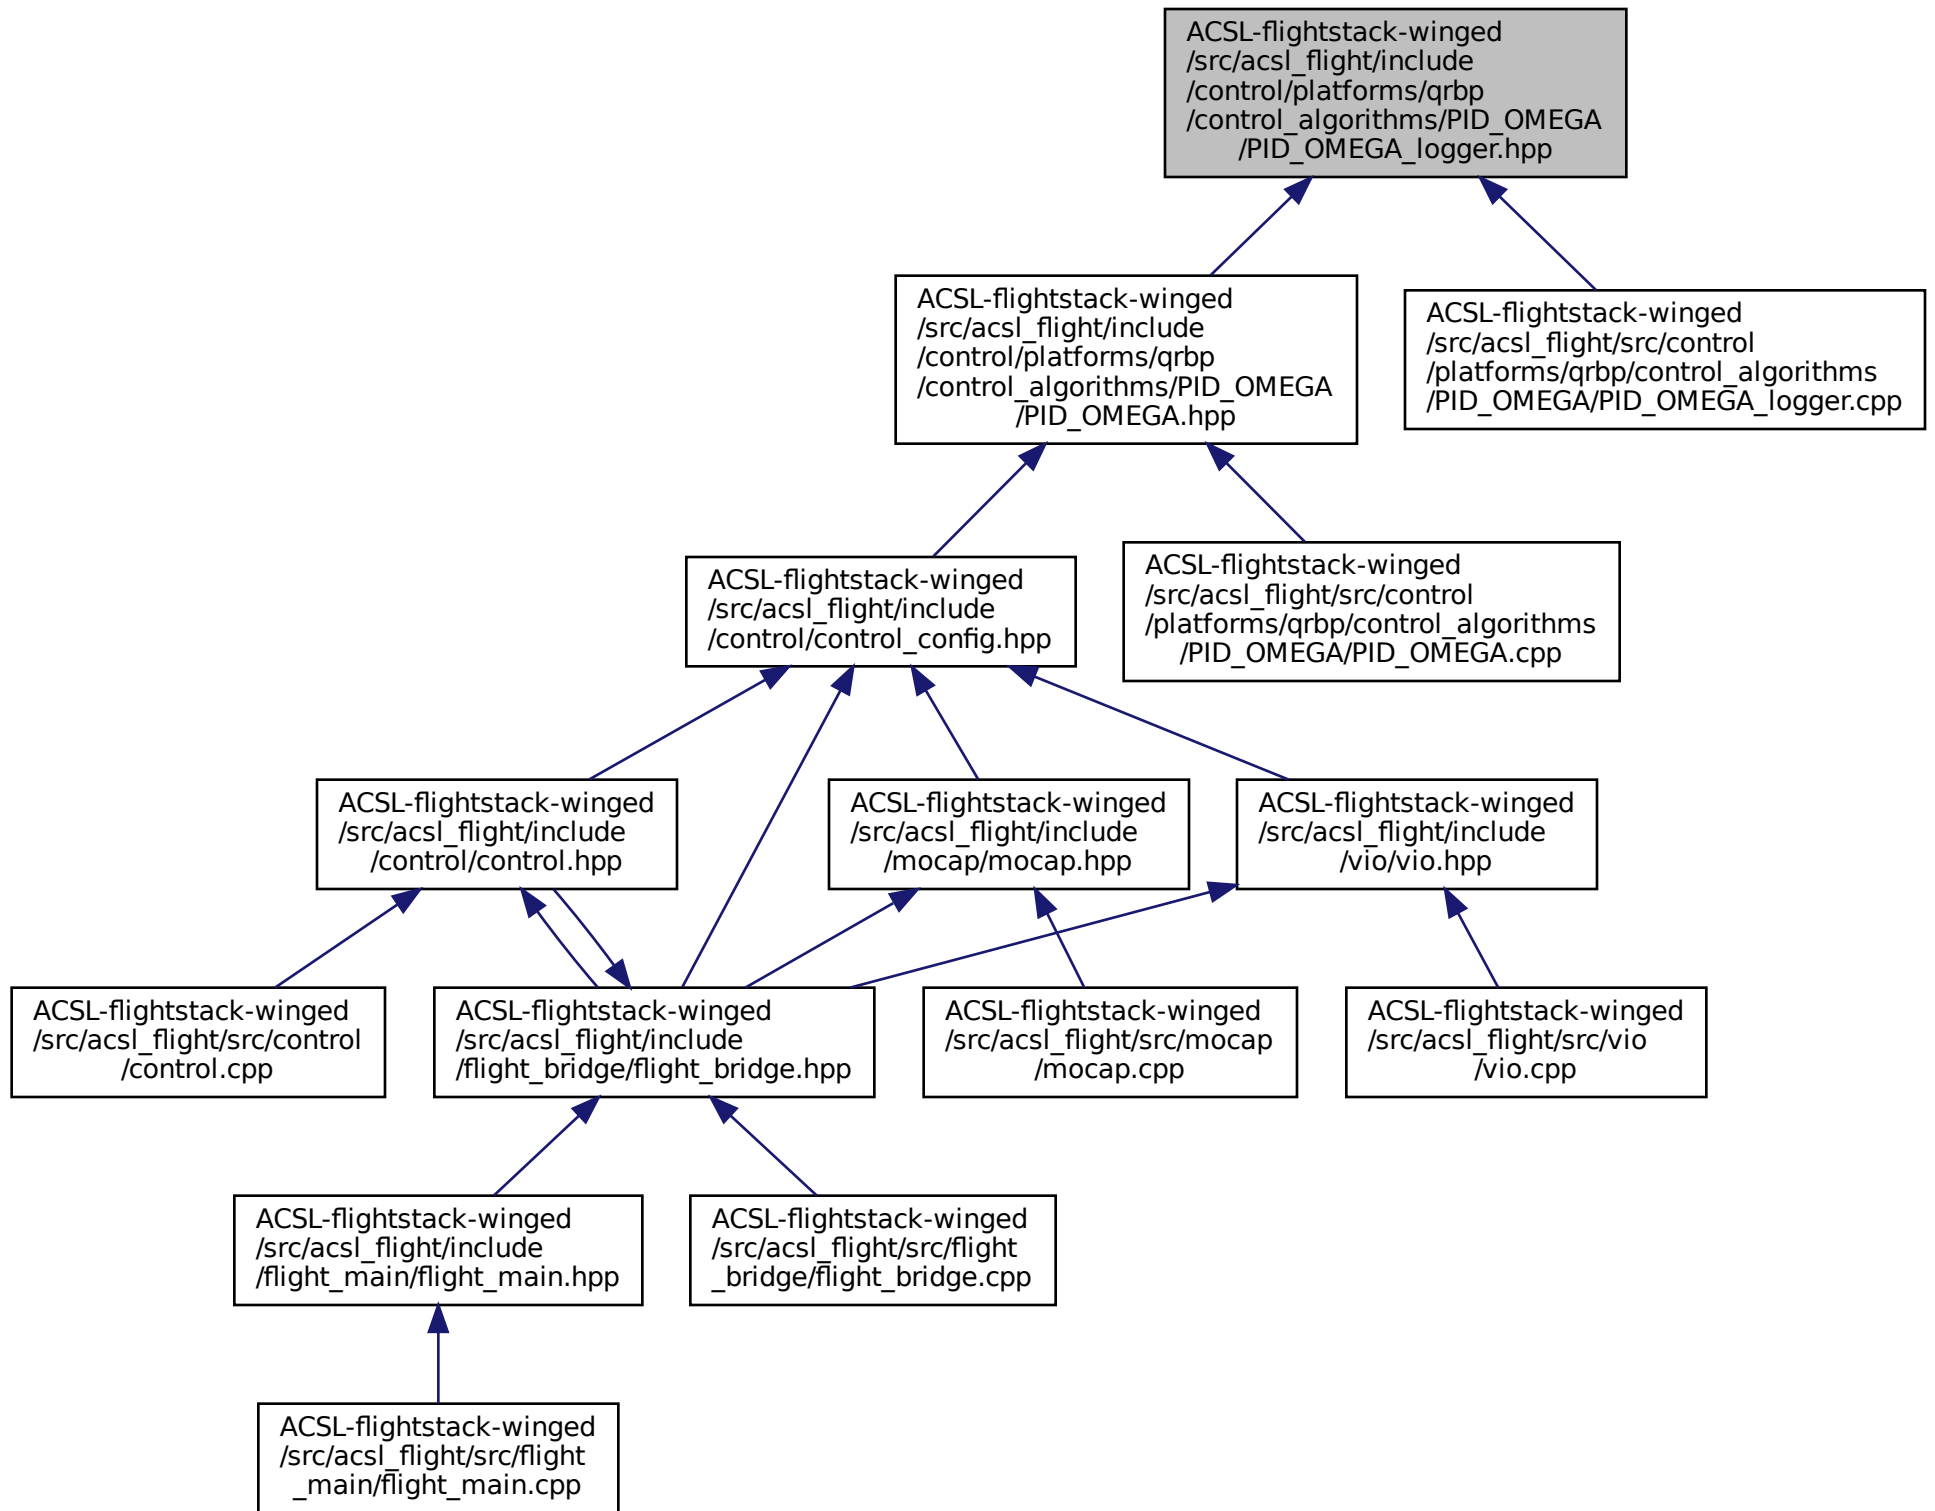 ACSL-flightstack-winged
/src/acsl_flight/include
/control/platforms/qrbp
/control_algorithms/PID_OMEGA
/PID_OMEGA_logger.hpp
ACSL-flightstack-winged
/src/acsl_flight/include
/control/platforms/qrbp
/control_algorithms/PID_OMEGA
/PID_OMEGA.hpp
ACSL-flightstack-winged
/src/acsl_flight/src/control
/platforms/qrbp/control_algorithms
/PID_OMEGA/PID_OMEGA_logger.cpp
ACSL-flightstack-winged
/src/acsl_flight/include
/control/control_config.hpp
ACSL-flightstack-winged
/src/acsl_flight/src/control
/platforms/qrbp/control_algorithms
/PID_OMEGA/PID_OMEGA.cpp
ACSL-flightstack-winged
/src/acsl_flight/include
/control/control.hpp
ACSL-flightstack-winged
/src/acsl_flight/include
/mocap/mocap.hpp
ACSL-flightstack-winged
/src/acsl_flight/include
/vio/vio.hpp
ACSL-flightstack-winged
/src/acsl_flight/src/control
/control.cpp
ACSL-flightstack-winged
/src/acsl_flight/include
/flight_bridge/flight_bridge.hpp
ACSL-flightstack-winged
/src/acsl_flight/src/mocap
/mocap.cpp
ACSL-flightstack-winged
/src/acsl_flight/src/vio
/vio.cpp
ACSL-flightstack-winged
/src/acsl_flight/include
/flight_main/flight_main.hpp
ACSL-flightstack-winged
/src/acsl_flight/src/flight
_bridge/flight_bridge.cpp
ACSL-flightstack-winged
/src/acsl_flight/src/flight
_main/flight_main.cpp